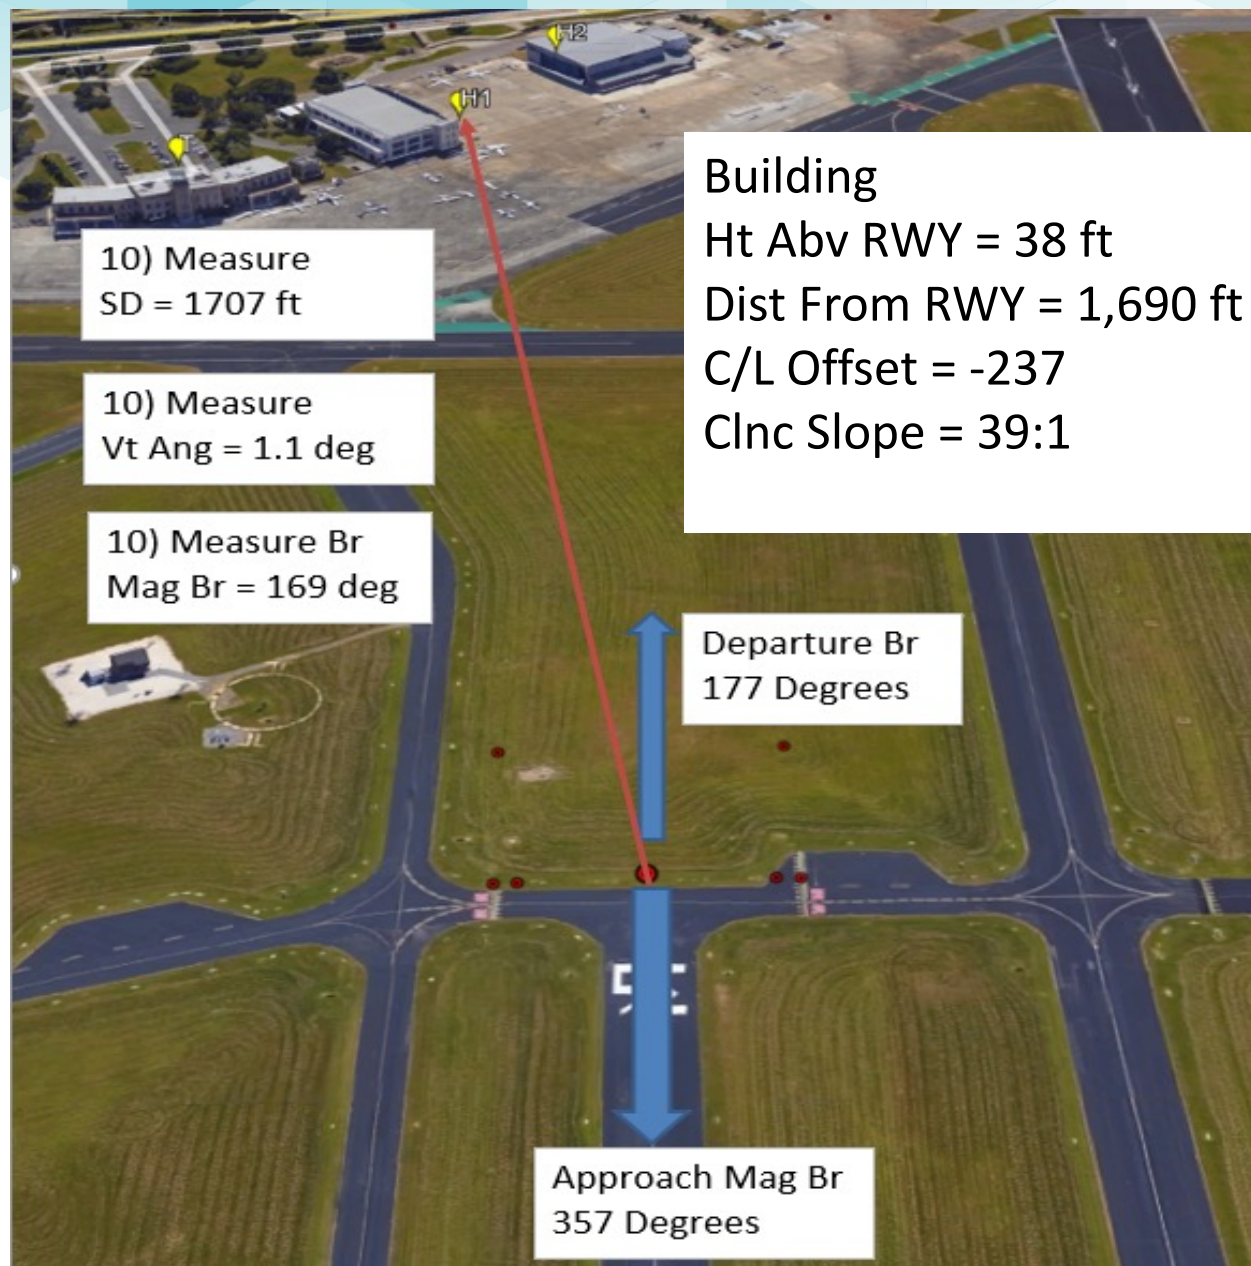 H2
H1
T
Building
Ht Abv RWY = 38 ft
Dist From RWY = 1,690 ft
C/L Offset = -237
Clnc Slope = 39:1
10) Measure
SD = 1707 ft
10) Measure
Vt Ang = 1.1 deg
10) Measure Br
Mag Br = 169 deg
Departure Br
177 Degrees
Approach Mag Br
357 Degrees